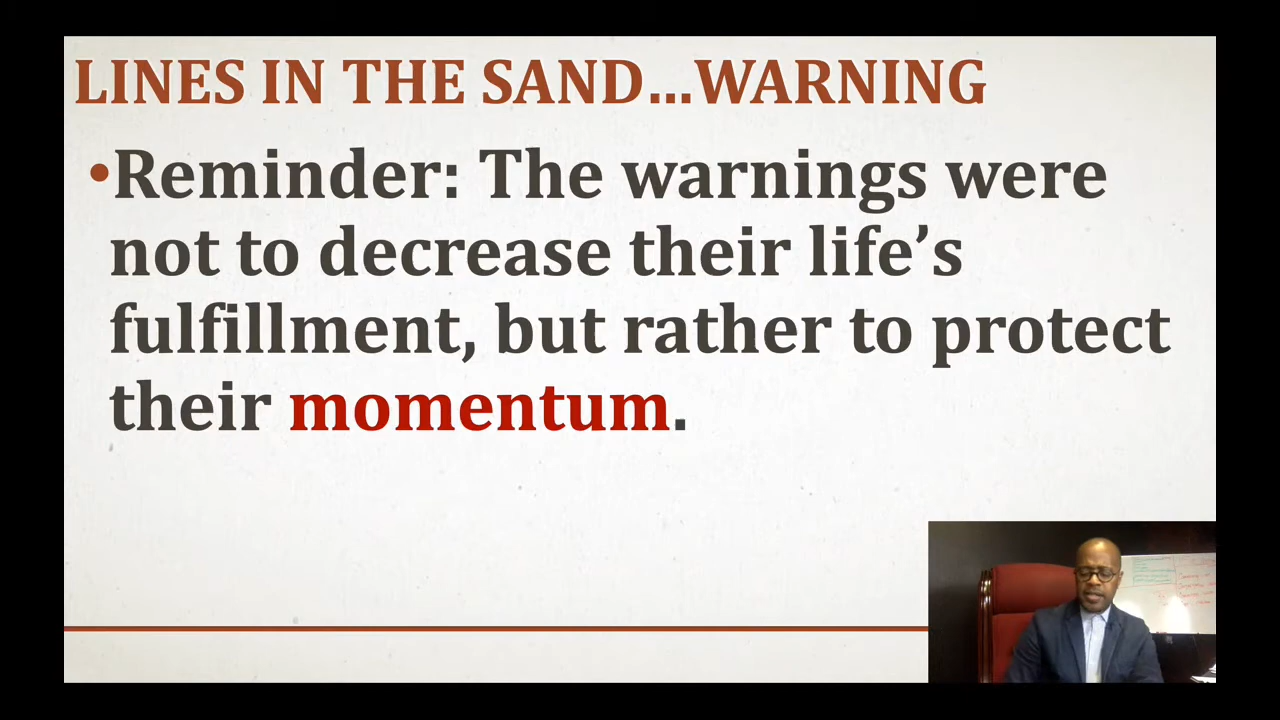 LINES IN THE SAND…WARNING
•Reminder: The warnings were
not to decrease their life’s
fulfillment, but rather to protect
their momentum.